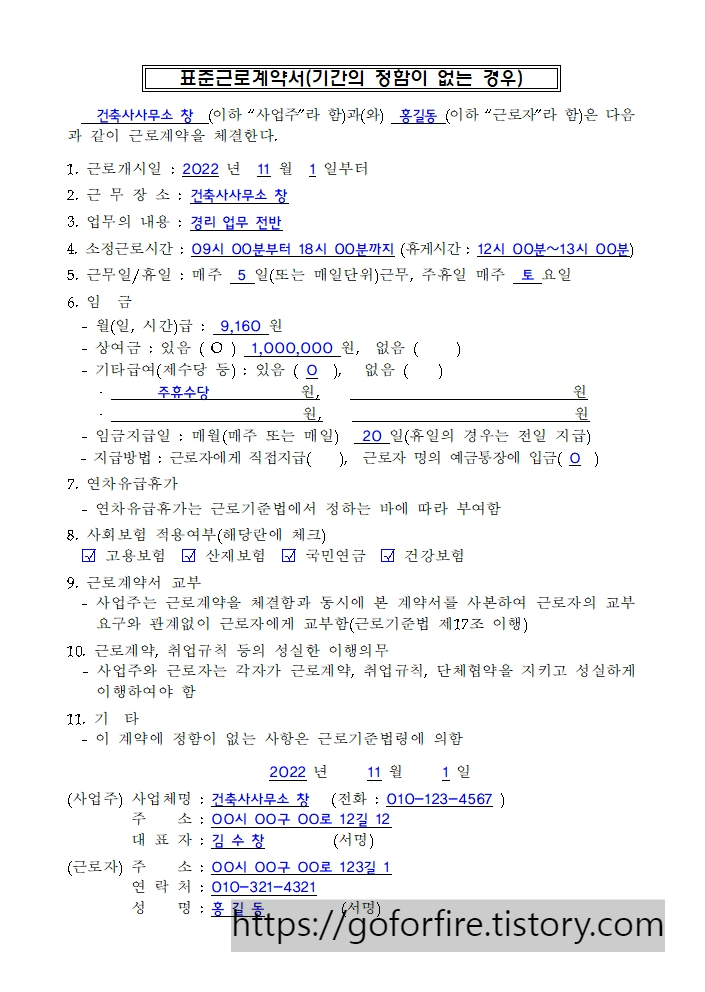 표준근로계약서(기간의 정함이 없는 경우)
건축사사무소 창 (이하 “사업주”라 함)과(와) 홍길동 (이하 “근로자”라 함)은 다음
과 같이 근로계약을 체결한다.
1. 근로개시일 : 2022 년 11 월 1 일부터
2. 근 무 장 소 : 건축사사무소 창
3. 업무의 내용 : 경리 업무 전반
4. 소정근로시간 : 09시 00분부터 18시 00분까지 (휴게시간 : 12시 00분~13시 00분)
5. 근무일/휴일 : 매주 5 일(또는 매일단위)근무, 주휴일 매주 토 요일
6. 임 금
- 월(일, 시간)급 : 9,160 원
- 상여금 : 있음 ( O ) 1,000,000 원, 없음 ( )
- 기타급여(제수당 등) : 있음 ( O ), 없음 ( )
· 주휴수당 원, 원
· 원, 원
- 임금지급일 : 매월(매주 또는 매일) 20 일(휴일의 경우는 전일 지급)
- 지급방법 : 근로자에게 직접지급( ), 근로자 명의 예금통장에 입금( O )
7. 연차유급휴가
- 연차유급휴가는 근로기준법에서 정하는 바에 따라 부여함
8. 사회보험 적용여부(해당란에 체크)
☑ 고용보험 ☑ 산재보험 ☑ 국민연금 ☑ 건강보험
9. 근로계약서 교부
- 사업주는 근로계약을 체결함과 동시에 본 계약서를 사본하여 근로자의 교부
요구와 관계없이 근로자에게 교부함(근로기준법 제17조 이행)
10. 근로계약, 취업규칙 등의 성실한 이행의무
- 사업주와 근로자는 각자가 근로계약, 취업규칙, 단체협약을 지키고 성실하게
이행하여야 함
11. 기 타
- 이 계약에 정함이 없는 사항은 근로기준법령에 의함
2022 년 11 월 1 일
(사업주) 사업체명 : 건축사사무소 창 (전화 : 010-123-4567 )
주 소 : OO시 OO구 OO로 12길 12
대 표 자 : 김 수 창 (서명)
(근로자) 주 소 : OO시 OO구 OO로 123길 1
연 락 처 : 010-321-4321
성 명 : 홍 길 동 (서명)
https://goforfire.tistory.com